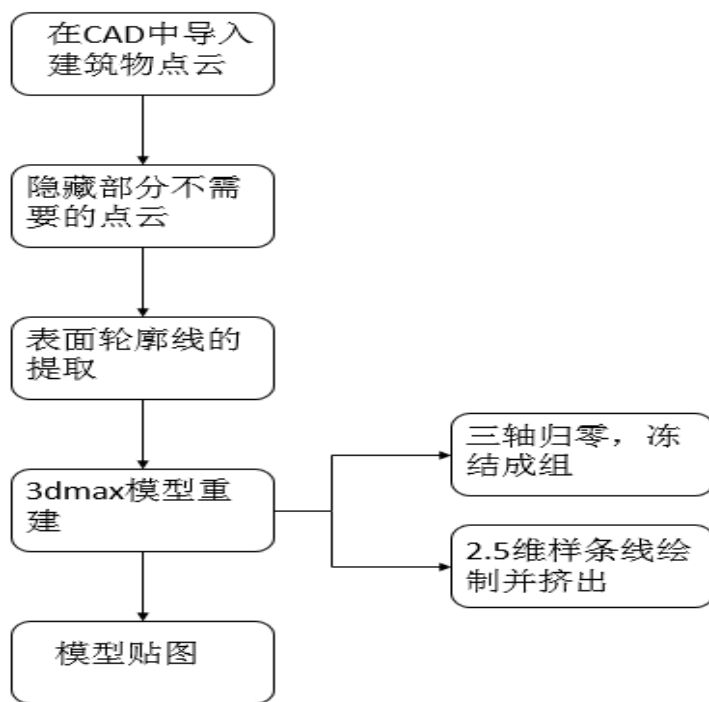 在CAD中导入
建筑物点云
隐藏部分不需
要的点云
表面轮廓线的
提取
3dmax模型重
建
三轴归零，冻
结成组
2.5维样条线绘
制并挤出
模型贴图